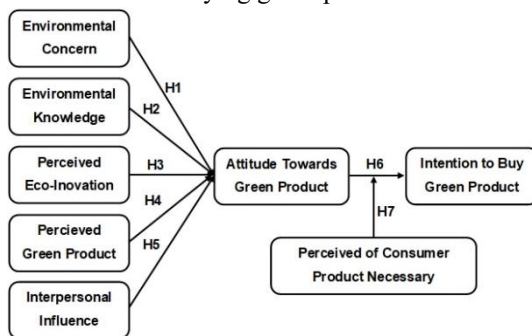 Environmental
Concern
H1
Environmental
Knowledge
H2
Perceived
Eco-Inovation
H3
Attitude Towards
Green Product
H6
Intention to Buy
Green Product
H4
Percieved
Green Product
H5
H7
Perceived of Consumer
Product Necessary
Interpersonal
Influence